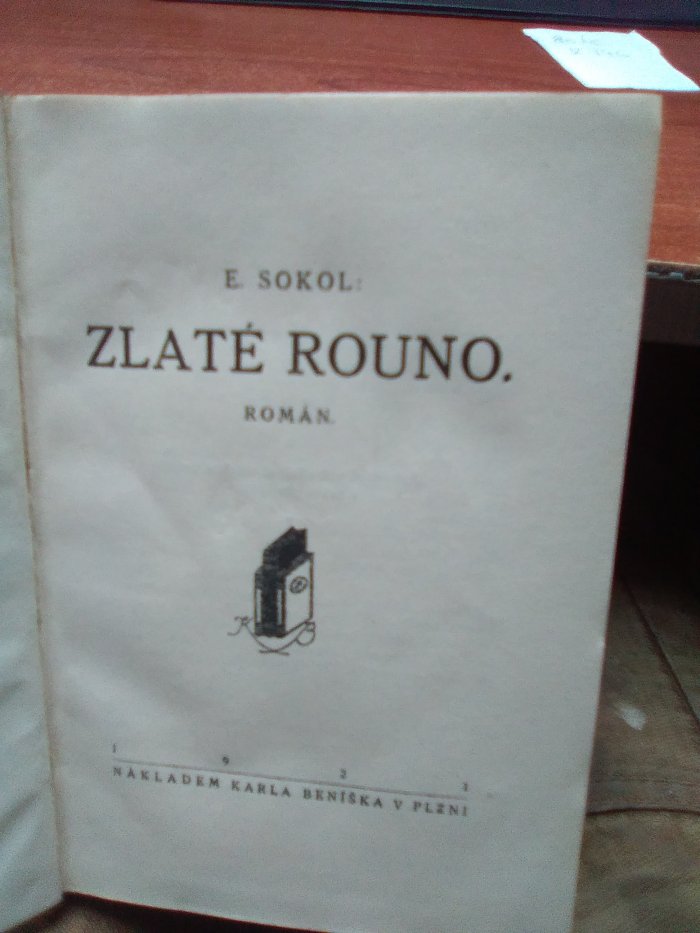 E. SOKOL:
ZLATÉ ROUNO.
ROMÁN.
K B
1 9 2 1
NÁKLADEM KARLA BENÍŠKA V PLZNI